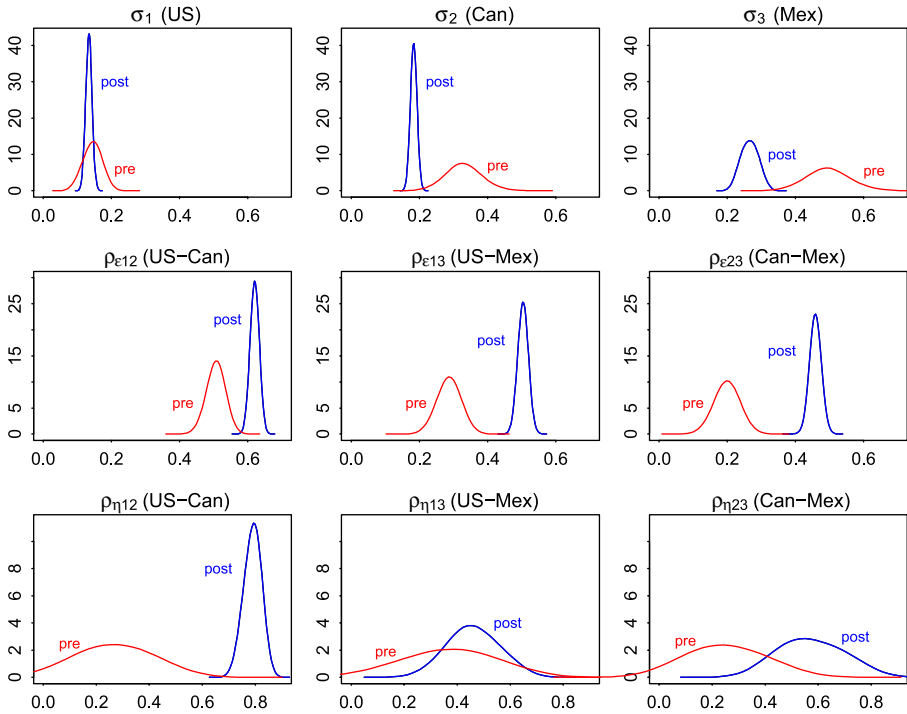 σ1 (US)
σ2 (Can)
σ3 (Mex)
0 10 20 30 40
post
pre
0.0 0.2 0.4 0.6
0 10 20 30 40
post
pre
0.0 0.2 0.4 0.6
0 10 20 30 40
post
pre
0.0 0.2 0.4 0.6
ρε12 (US−Can)
ρε13 (US−Mex)
ρε23 (Can−Mex)
0 5 15 25
post
pre
0.0 0.2 0.4 0.6
0 5 15 25
post
pre
0.0 0.2 0.4 0.6
0 5 15 25
post
pre
0.0 0.2 0.4 0.6
ρη12 (US−Can)
ρη13 (US−Mex)
ρη23 (Can−Mex)
0 2 4 6 8
post
pre
0.0 0.2 0.4 0.6 0.8
0 2 4 6 8
post
pre
0.0 0.2 0.4 0.6 0.8
0 2 4 6 8
post
pre
0.0 0.2 0.4 0.6 0.8